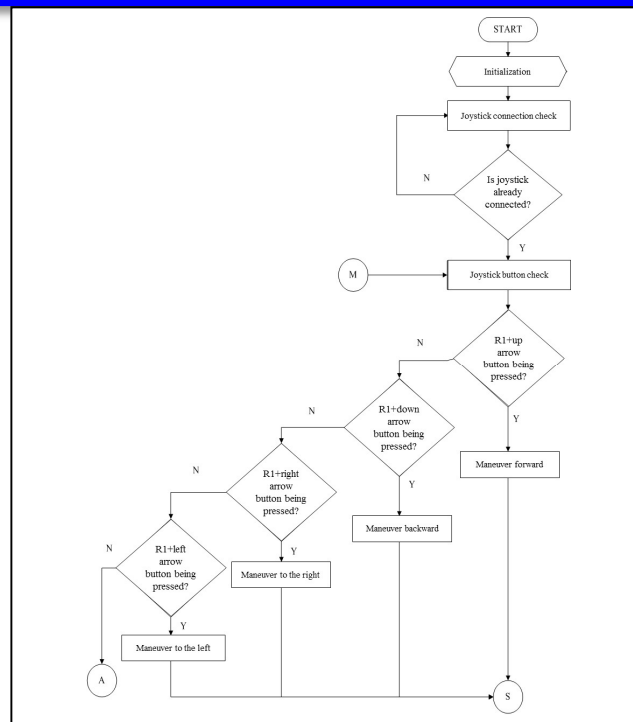 START
Initialization
Joystick connection check
N
Is joystick
already
connected?
Y
M
Joystick button check
R1+up
arrow
button being
pressed?
N
Y
Maneuver forward
R1+down
arrow
button being
pressed?
N
Y
Maneuver backward
R1+right
arrow
button being
pressed?
N
Y
Maneuver to the right
R1+left
arrow
button being
pressed?
N
Y
Maneuver to the left
A
S